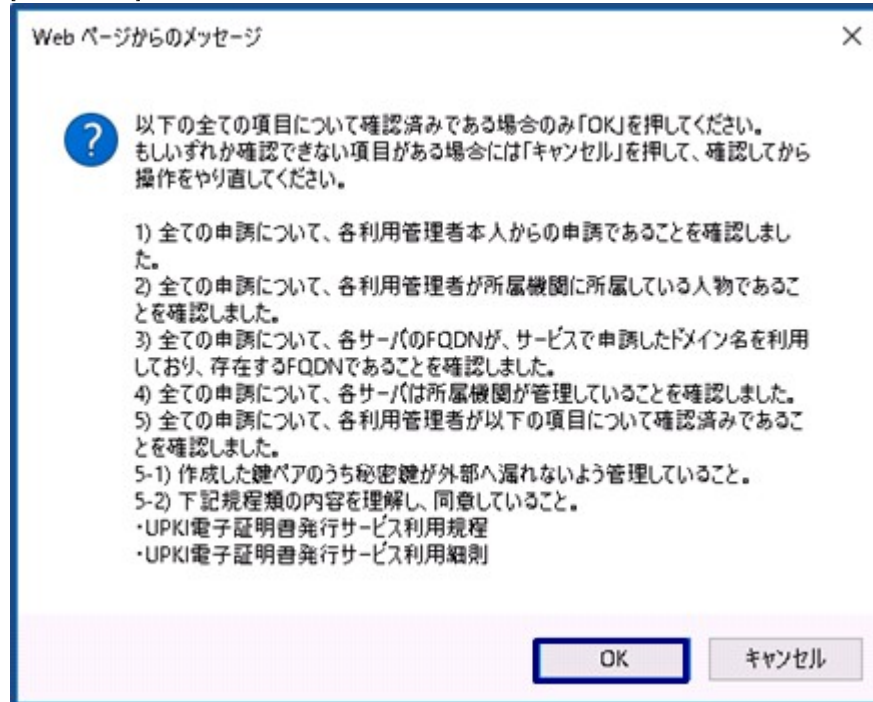 Web ページからのメッセージ
以下の全ての項目について確認済みである場合のみ「OK」を押してください。
もしいずれか確認できない項目がある場合には「キャンセル」を押して、確認してから
操作をやり直してください。
1) 全ての申請について、各利用管理者本人からの申請であることを確認しまし
た。
2) 全ての申請について、各利用管理者が所属機関に所属している人物であるこ
とを確認しました。
3) 全ての申請について、各サーバのFQDNが、サービスで申請したドメイン名を利用
しており、存在するFQDNであることを確認しました。
4) 全ての申請について、各サーバは所属機関が管理していることを確認しました。
5) 全ての申請について、各利用管理者が以下の項目について確認済みであるこ
とを確認しました。
5-1) 作成した鍵ペアのうち秘密鍵が外部へ漏れないよう管理していること。
5-2) 下記規程類の内容を理解し、同意していること。
・UPKI電子証明書発行サービス利用規程
・UPKI電子証明書発行サービス利用細則
OK キャンセル